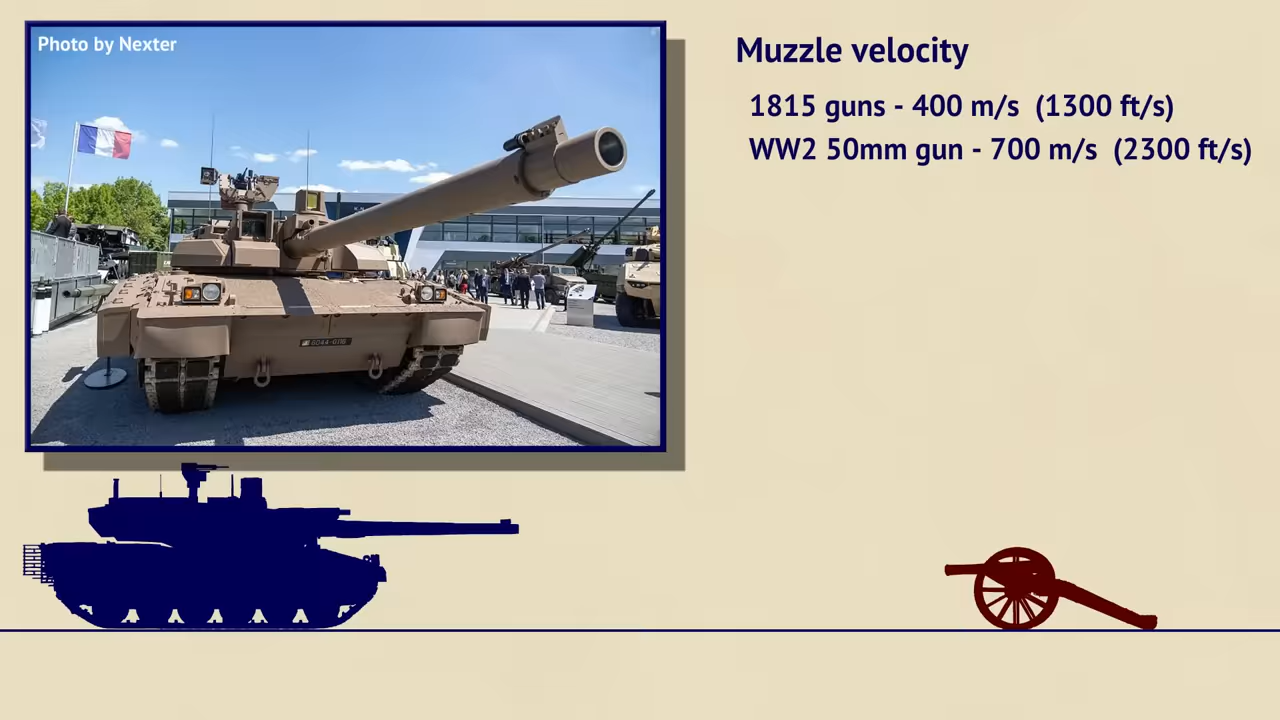 Photo by Nexter
Muzzle velocity
1815 guns - 400 m/s (1300 ft/s)
WW2 50mm gun - 700 m/s (2300 ft/s)